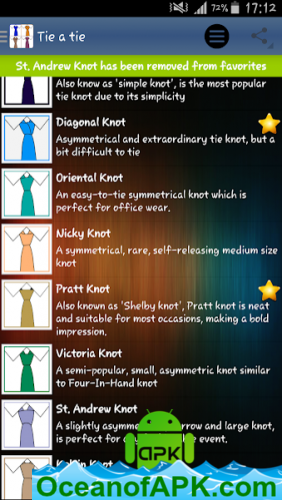 72% 17:12
Tie a tie
St. Andrew Knot has been removed from favorites
Also know as 'simple knot', is the most popular
tie knot due to its simplicity
Diagonal Knot
Asymmetrical and extraordinary tie knot, but a
bit difficult to tie
Oriental Knot
An easy-to-tie symmetrical knot which is
perfect for office wear.
Nicky Knot
A symmetrical, rare, self-releasing medium size
knot
Pratt Knot
Also known as 'Shelby knot', Pratt knot is neat
and suitable for most occasions, making a bold
impression.
Victoria Knot
A semi-popular, small, asymmetric knot similar
to Four-In-Hand knot
St. Andrew Knot
A slightly asymme rrow and large knot,
is perfect for event.
Knot
APK
OceanofAPK.com